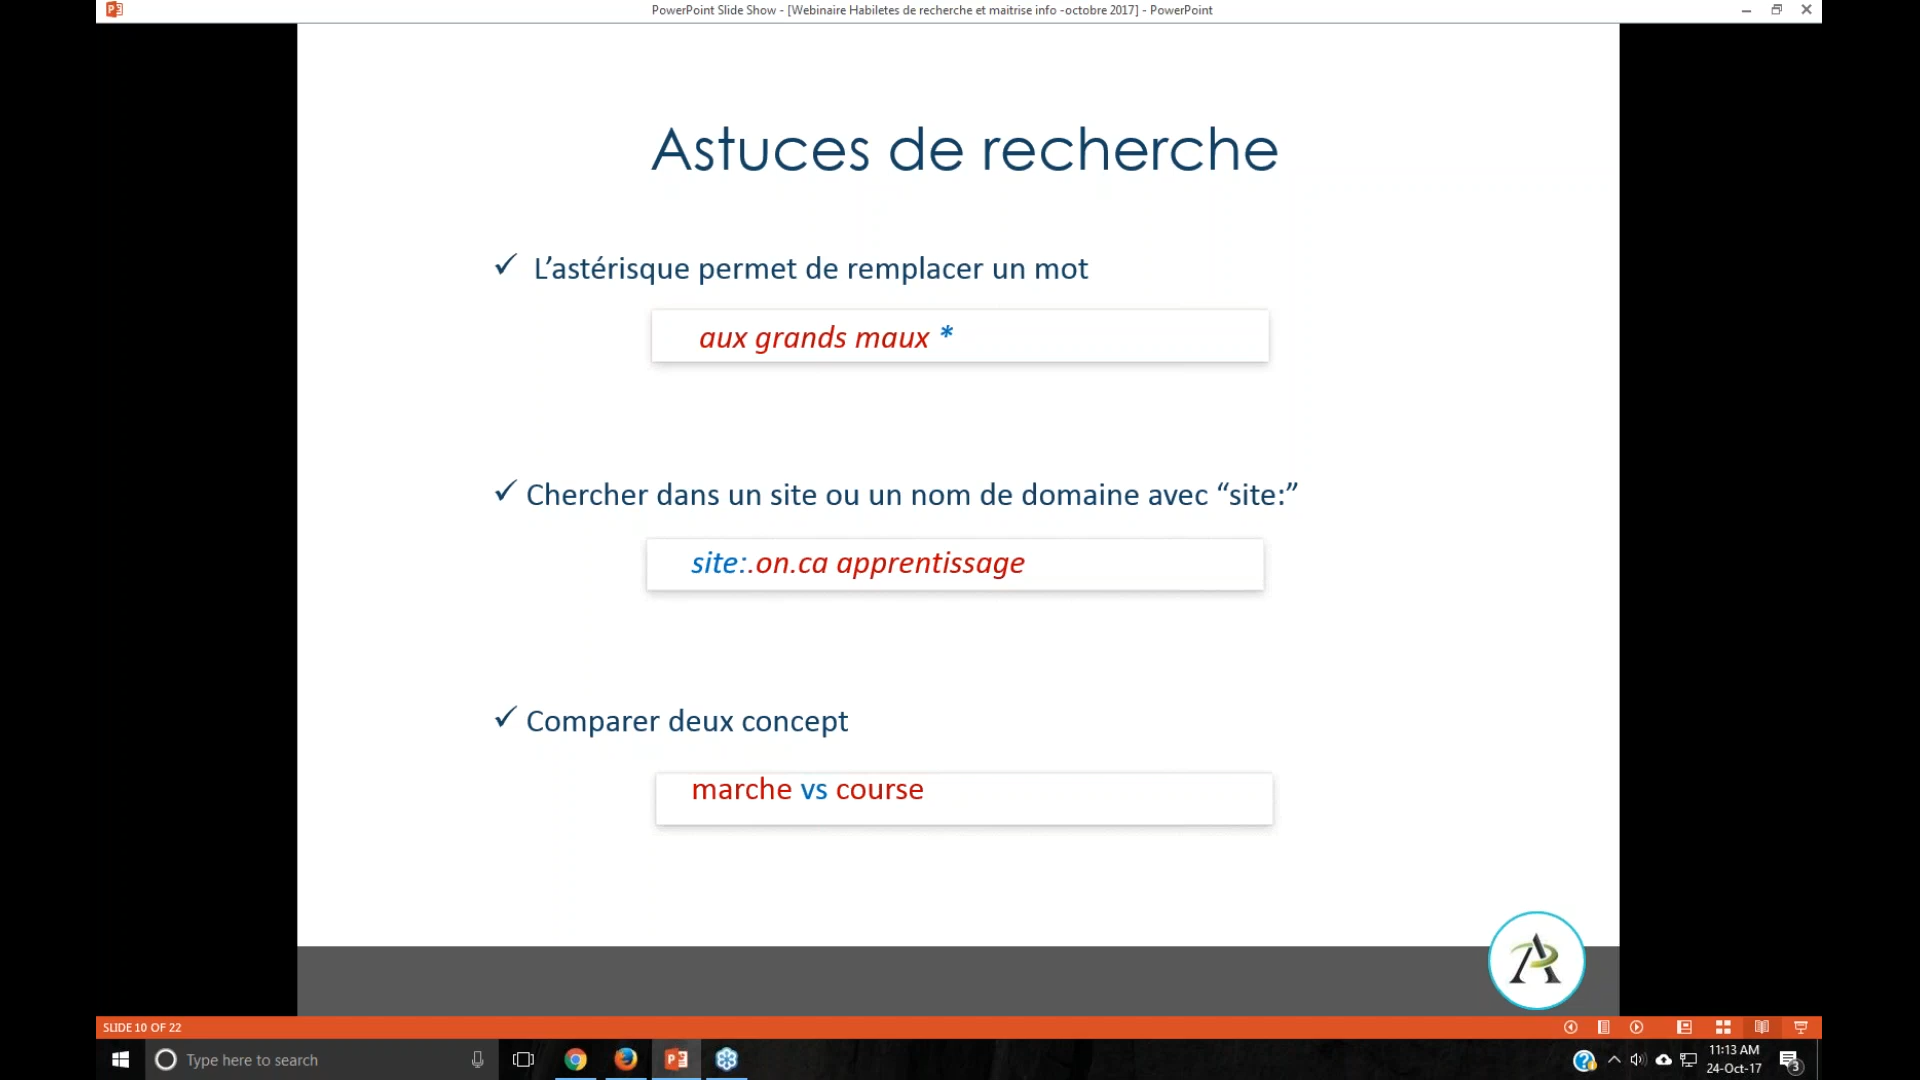 PowerPoint Slide Show - [Webinaire Habiletes de recherche et maitrise info -octobre 2017] - PowerPoint
Astuces de recherche
✓ L’astérisque permet de remplacer un mot
aux grands maux *
✓ Chercher dans un site ou un nom de domaine avec “site:”
site:.on.ca apprentissage
✓ Comparer deux concept
marche vs course
SLIDE 10 OF 22
Type here to search
11:13 AM
24-Oct-17
3